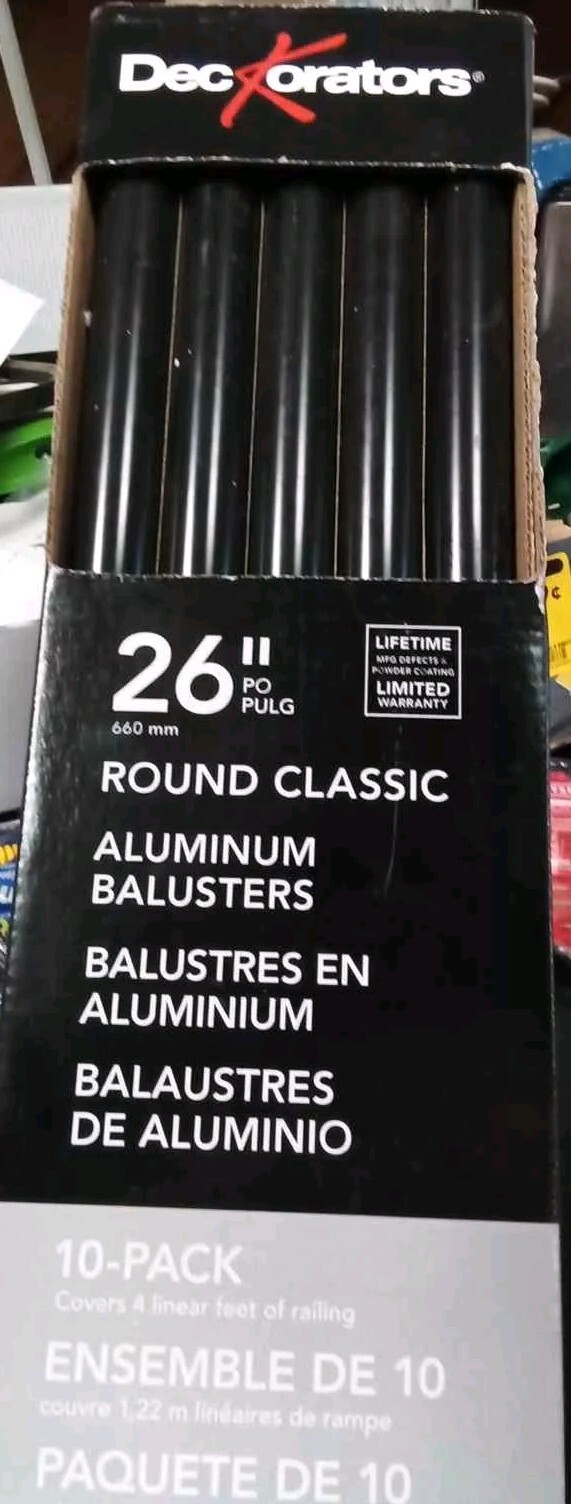 DecKorators®
26"
PO
PULG
660 mm
LIFETIME
MFG DEFECTS &
POWDER COATING
LIMITED
WARRANTY
ROUND CLASSIC
ALUMINUM
BALUSTERS
BALUSTRES EN
ALUMINIUM
BALAUSTRES
DE ALUMINIO
10-PACK
Covers 4 linear feet of railing
ENSEMBLE DE 10
couvre 1,22 m linéaires de rampe
PAQUETE DE 10